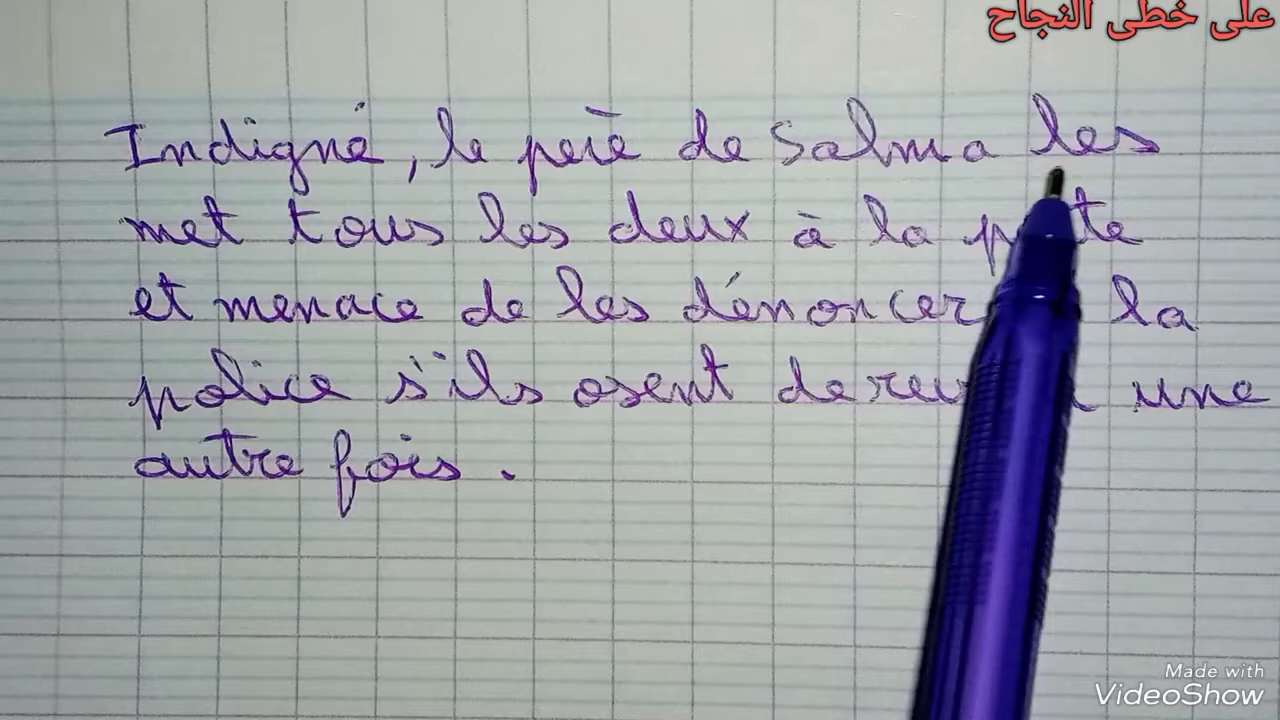 على خطى النجاح
Indigné, le père de Salma les
met tous les deux à la
et menace de les dénoncer la
police s'ils osent de une
autre fois.
Made with
VideoShow